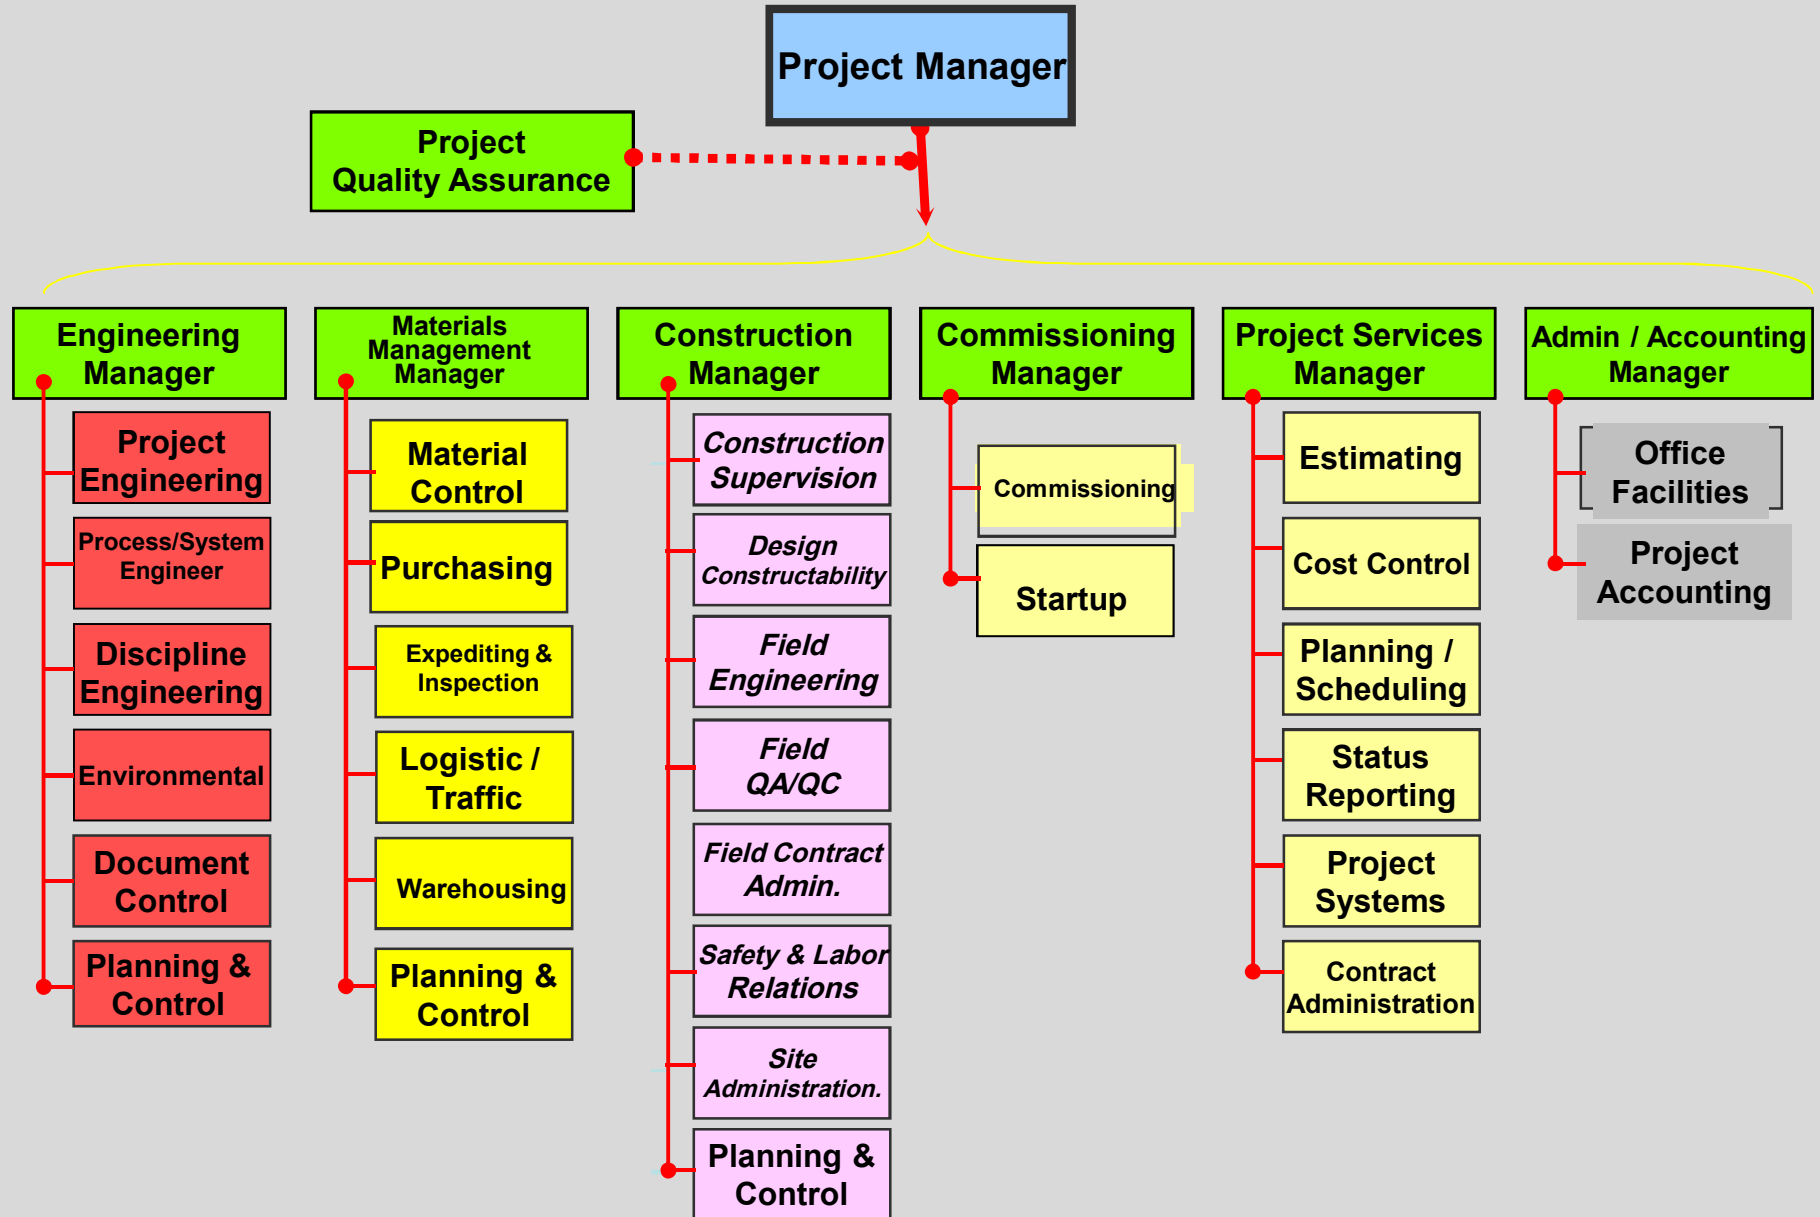 Project Manager
Project
Quality Assurance
Engineering
Manager
Project
Engineering
Process/System
Engineer
Discipline
Engineering
Environmental
Document
Control
Planning &
Control
Materials
Management
Manager
Material
Control
Purchasing
Expediting &
Inspection
Logistic /
Traffic
Warehousing
Planning &
Control
Construction
Manager
Construction
Supervision
Design
Constructability
Field
Engineering
Field
QA/QC
Field Contract
Admin.
Safety & Labor
Relations
Site
Administration.
Planning &
Control
Commissioning
Manager
Commissioning
Startup
Project Services
Manager
Estimating
Cost Control
Planning /
Scheduling
Status
Reporting
Project
Systems
Contract
Administration
Admin / Accounting
Manager
Office
Facilities
Project
Accounting